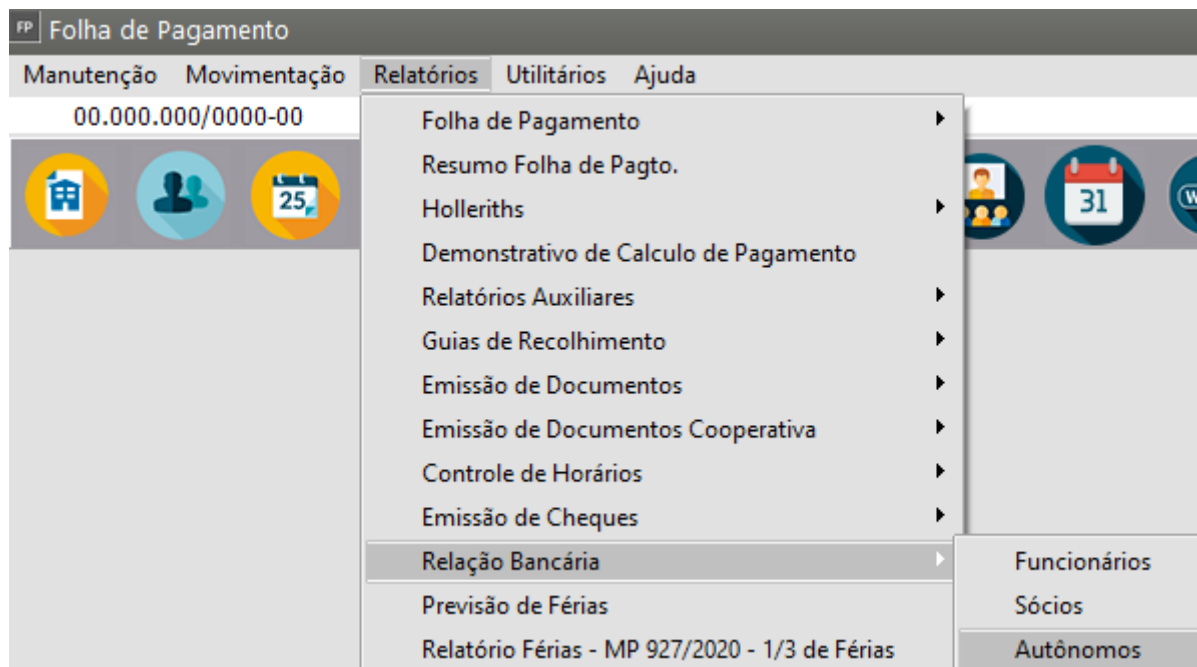 FP Folha de Pagamento
Manutenção Movimentação Relatórios Utilitários Ajuda
00.000.000/0000-00
Folha de Pagamento
Resumo Folha de Pagto.
25
31
W
Holleriths
Demonstrativo de Calculo de Pagamento
Relatórios Auxiliares
Guias de Recolhimento
Emissão de Documentos
Emissão de Documentos Cooperativa
Controle de Horários
Emissão de Cheques
Relação Bancária
Funcionários
Previsão de Férias
Sócios
Relatório Férias - MP 927/2020 - 1/3 de Férias
Autônomos